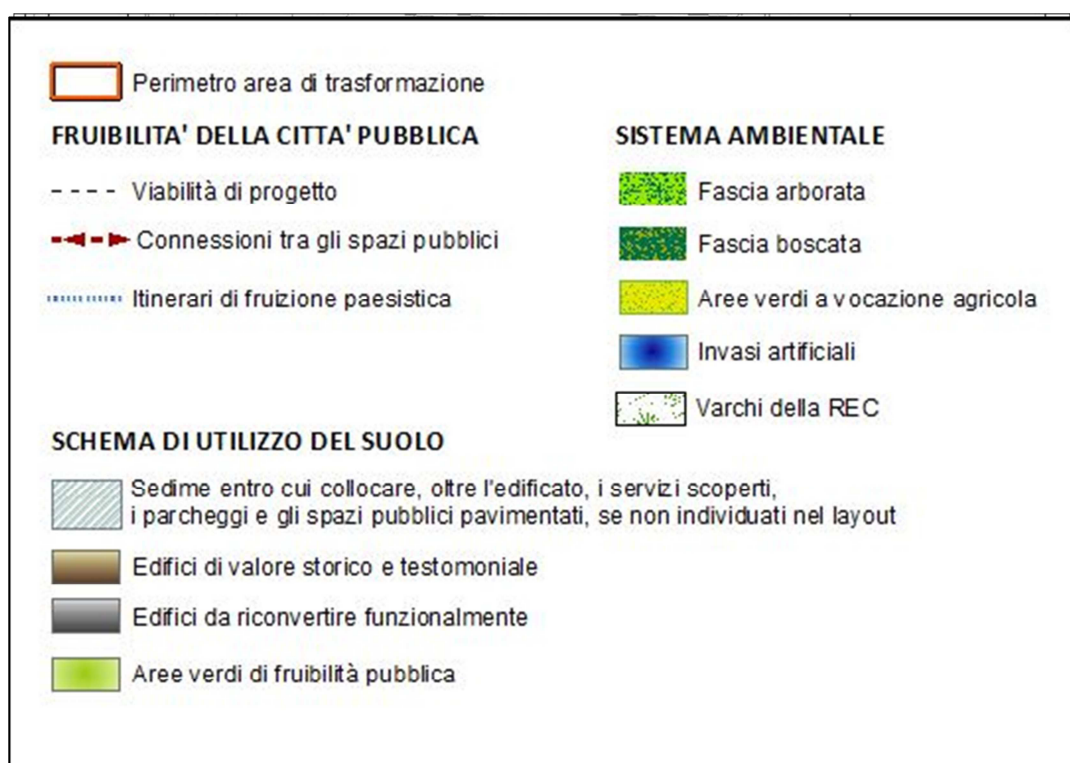 Perimetro area di trasformazione
FRUIBILITA' DELLA CITTA' PUBBLICA
Viabilità di progetto
Connessioni tra gli spazi pubblici
Itinerari di fruizione paesistica
SISTEMA AMBIENTALE
Fascia arborata
Fascia boscata
Aree verdi a vocazione agricola
Invasi artificiali
Varchi della REC
SCHEMA DI UTILIZZO DEL SUOLO
Sedime entro cui collocare, oltre l'edificato, i servizi scoperti,
i parcheggi e gli spazi pubblici pavimentati, se non individuati nel layout
Edifici di valore storico e testomoniale
Edifici da riconvertire funzionalmente
Aree verdi di fruibilità pubblica